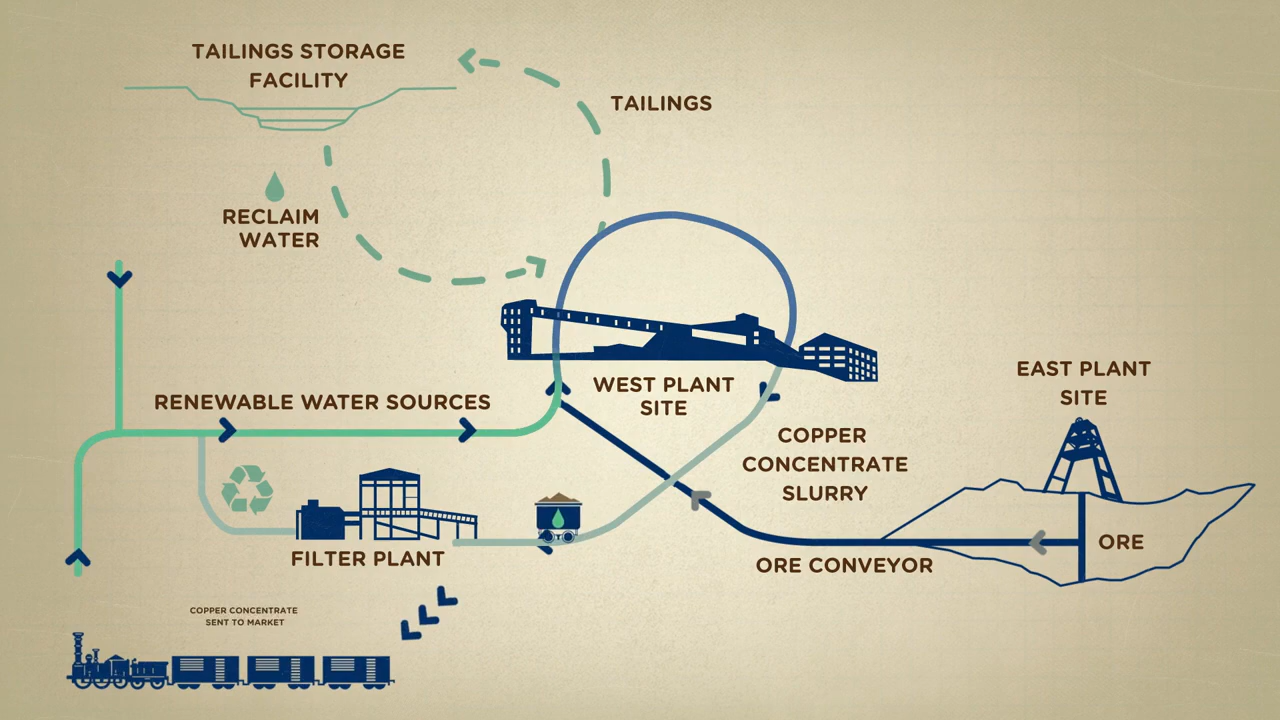 TAILINGS STORAGE
FACILITY
TAILINGS
RECLAIM
WATER
RENEWABLE WATER SOURCES
WEST PLANT
SITE
EAST PLANT
SITE
COPPER
CONCENTRATE
SLURRY
ORE
ORE CONVEYOR
FILTER PLANT
COPPER CONCENTRATE
SENT TO MARKET